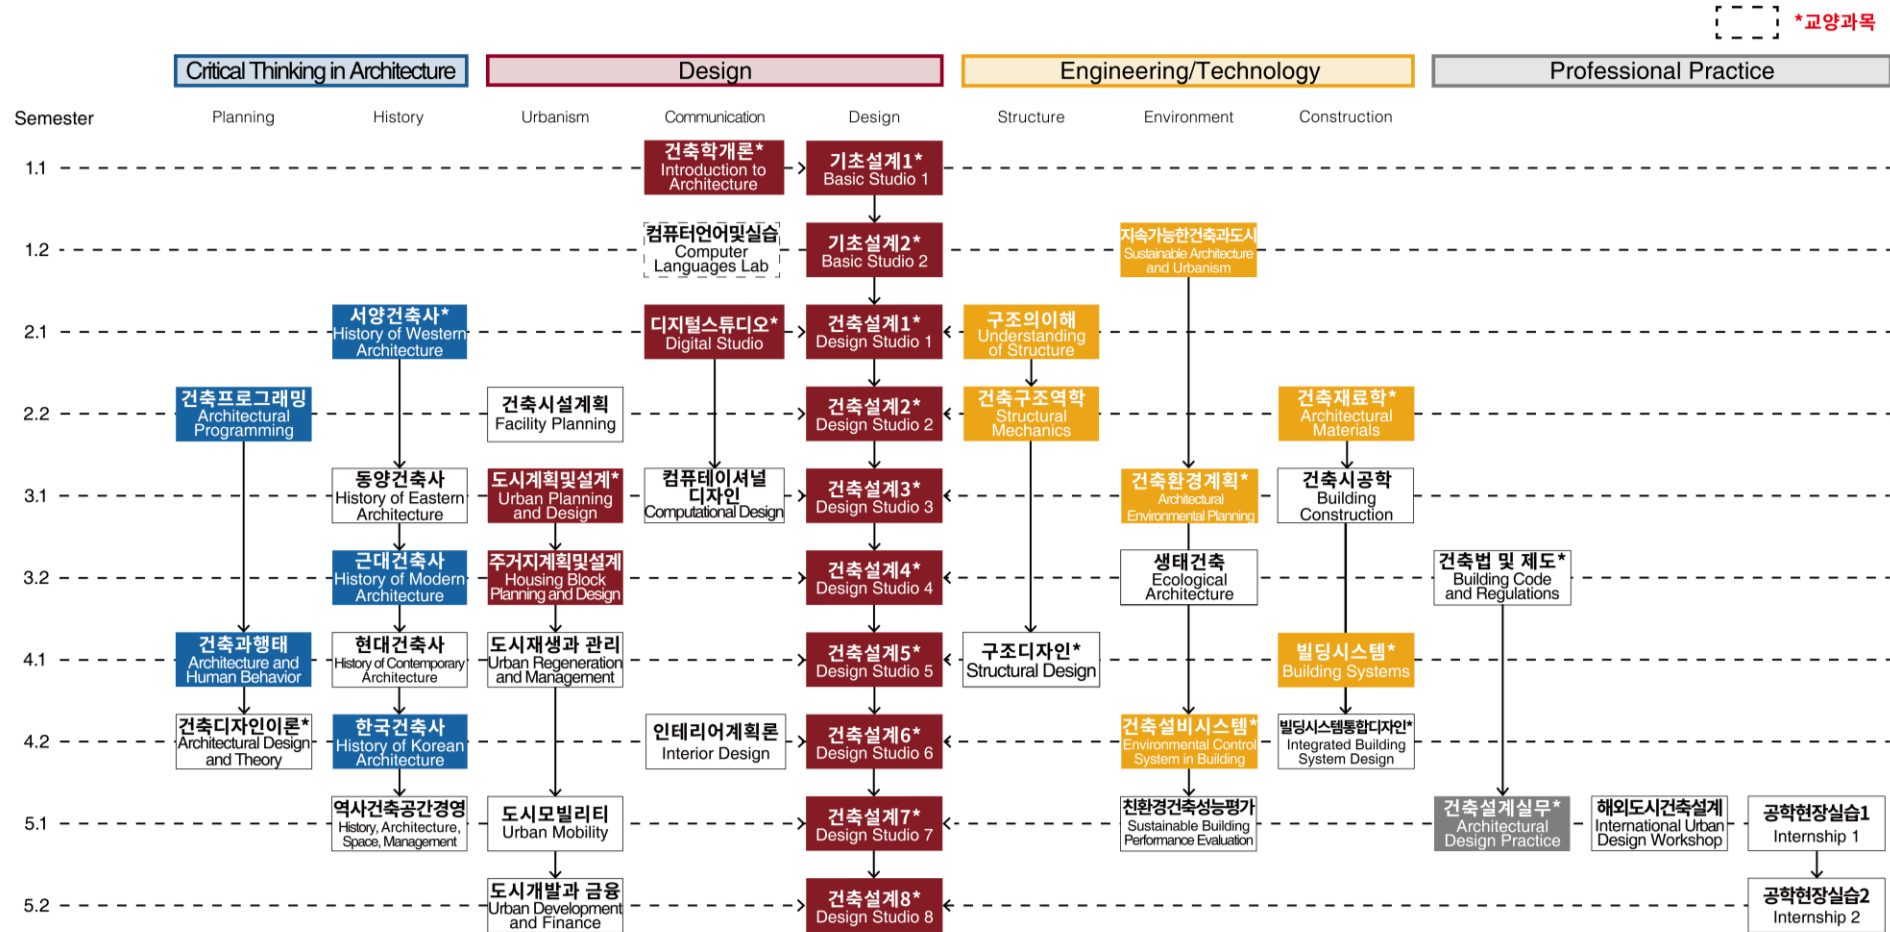 *교양과목
Critical Thinking in Architecture
Design
Engineering/Technology
Professional Practice
Semester
Planning
History
Urbanism
Communication
Design
Structure
Environment
Construction
1.1
건축학개론*
Introduction to
Architecture
기초설계1*
Basic Studio 1
1.2
컴퓨터언어및실습
Computer
Languages Lab
기초설계2*
Basic Studio 2
지속가능한건축과도시
Sustainable Architecture
and Urbanism
2.1
서양건축사*
History of Western
Architecture
디지털스튜디오*
Digital Studio
건축설계1*
Design Studio 1
구조의이해
Understanding
of Structure
2.2
건축프로그래밍
Architectural
Programming
건축시설계획
Facility Planning
건축설계2*
Design Studio 2
건축구조역학
Structural
Mechanics
건축재료학*
Architectural
Materials
3.1
동양건축사
History of Eastern
Architecture
도시계획및설계*
Urban Planning
and Design
컴퓨테이셔널
디자인
Computational Design
건축설계3*
Design Studio 3
건축환경계획*
Architectural
Environmental Planning
건축시공학
Building
Construction
3.2
근대건축사
History of Modern
Architecture
주거지계획및설계
Housing Block
Planning and Design
건축설계4*
Design Studio 4
생태건축
Ecological
Architecture
건축법 및 제도*
Building Code
and Regulations
4.1
건축과행태
Architecture and
Human Behavior
현대건축사
History of Contemporary
Architecture
도시재생과 관리
Urban Regeneration
and Management
건축설계5*
Design Studio 5
구조디자인*
Structural Design
빌딩시스템*
Building Systems
4.2
건축디자인이론*
Architectural Design
and Theory
한국건축사
History of Korean
Architecture
인테리어계획론
Interior Design
건축설계6*
Design Studio 6
건축설비시스템*
Environmental Control
System in Building
빌딩시스템통합디자인*
Integrated Building
System Design
5.1
역사건축공간경영
History, Architecture,
Space, Management
도시모빌리티
Urban Mobility
건축설계7*
Design Studio 7
친환경건축성능평가
Sustainable Building
Performance Evaluation
건축설계실무*
Architectural
Design Practice
해외도시건축설계
International Urban
Design Workshop
공학현장실습1
Internship 1
5.2
도시개발과 금융
Urban Development
and Finance
건축설계8*
Design Studio 8
공학현장실습2
Internship 2